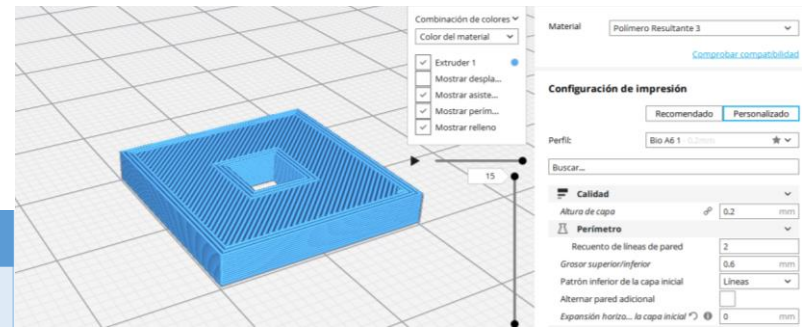 Combinación de colores
Color del material
Extruder 1
Mostrar despla...
Mostrar asiste...
Mostrar perím...
Mostrar relleno
15
Material
Polímero Resultante 3
Comprobar compatibilidad
Configuración de impresión
Recomendado
Personalizado
Perfil:
Bio A6 1 0.2mm
Buscar...
Calidad
Altura de capa
0.2 mm
Perímetro
Recuento de líneas de pared
2
Grosor superior/inferior
0.6 mm
Patrón inferior de la capa inicial
Líneas
Alternar pared adicional
Expansión horizo... la capa inicial
0 mm